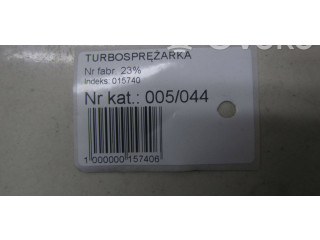 TURBOSPRĘŻARKA
Nr fabr. 23%
Indeks: 015740
Nr kat.: 005/044
1 000000 157406